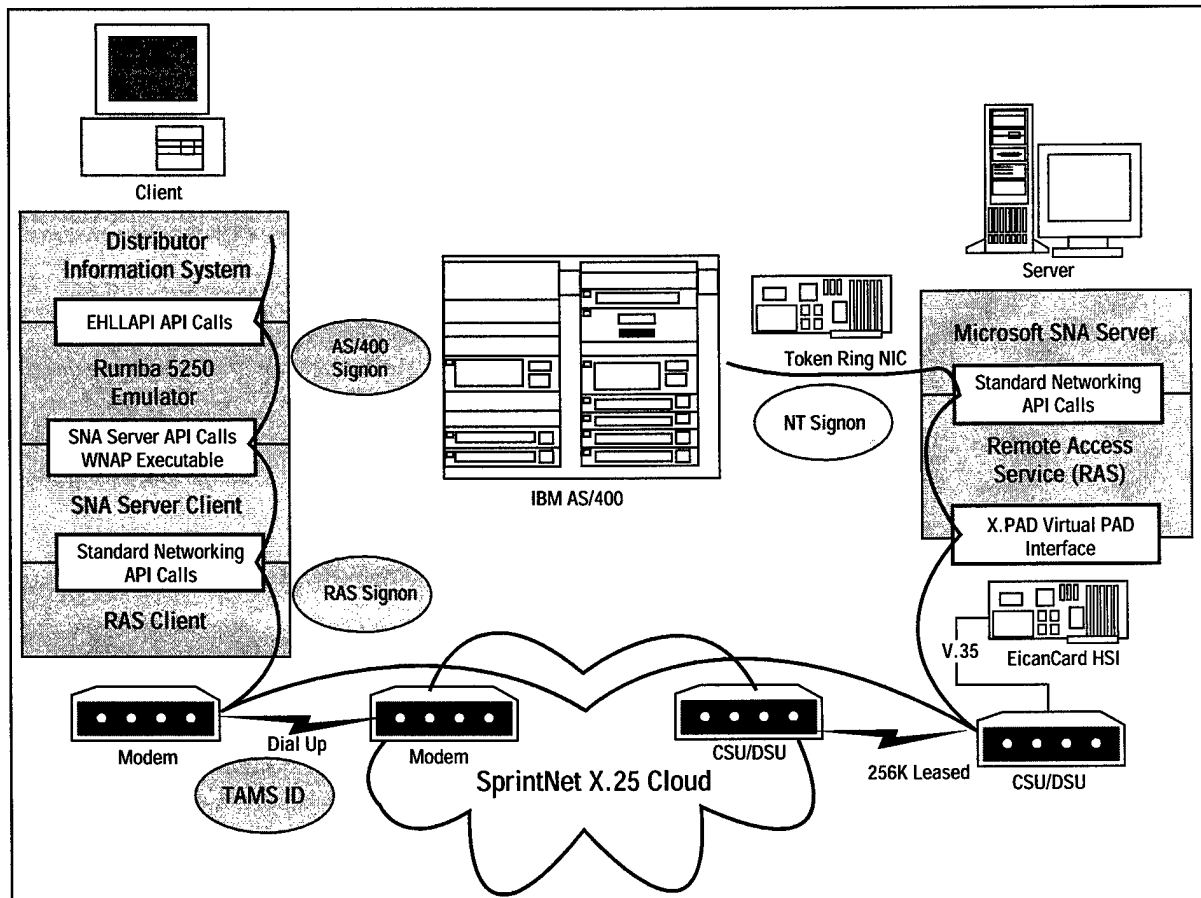 Client
Distributor
Information System
EHLLAPI API Calls
Rumba 5250
Emulator
SNA Server API Calls
WNAP Executable
SNA Server Client
Standard Networking
API Calls
RAS Client
AS/400
Signon
RAS Signon
IBM AS/400
Token Ring NIC
NT Signon
Server
Microsoft SNA Server
Standard Networking
API Calls
Remote Access
Service (RAS)
X.PAD Virtual PAD
Interface
V.35
EicanCard HSI
Modem
Dial Up
TAMS ID
Modem
SprintNet X.25 Cloud
CSU/DSU
256K Leased
CSU/DSU